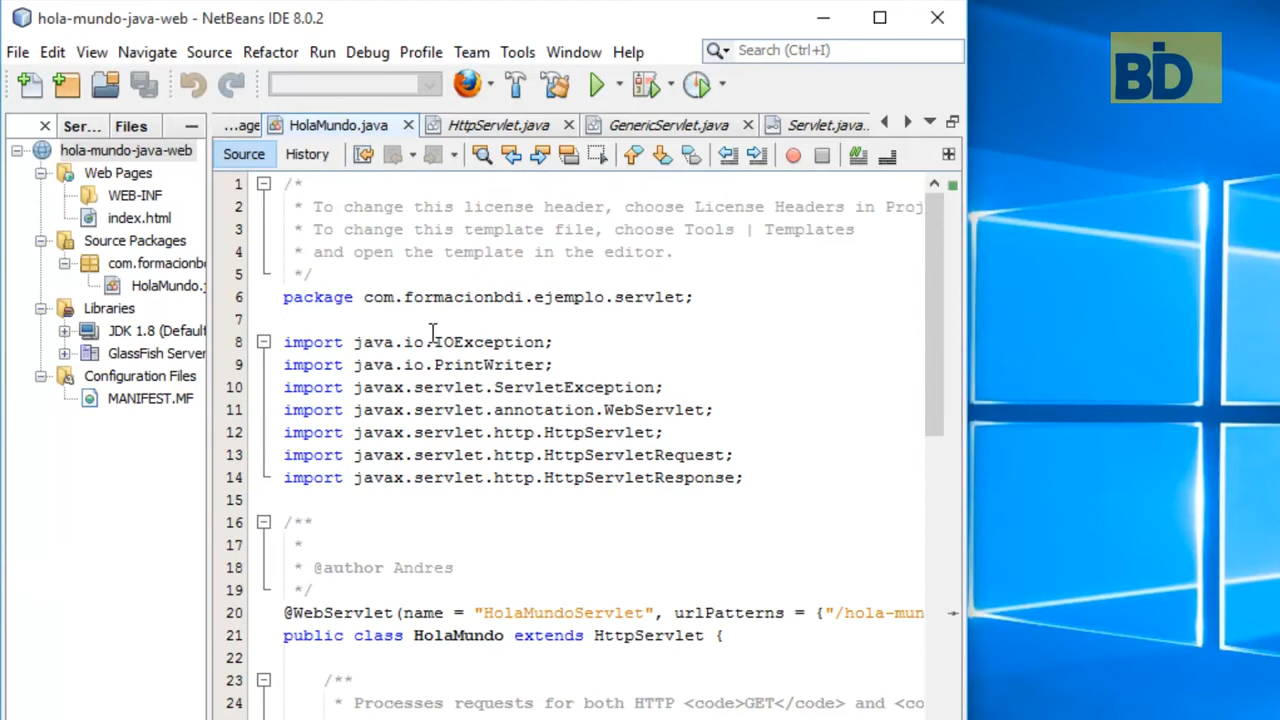 hola-mundo-java-web - NetBeans IDE 8.0.2
File Edit View Navigate Source Refactor Run Debug Profile Team Tools Window Help
Search (Ctrl+I)
BD
Ser... Files
...age HolaMundo.java HttpServlet.java GenericServlet.java Servlet.java..
hola-mundo-java-web
Web Pages
WEB-INF
index.html
Source Packages
com.formacionb
HolaMundo.j
Libraries
JDK 1.8 (Default
GlassFish Server
Configuration Files
MANIFEST.MF
Source History
1 /*
2 * To change this license header, choose License Headers in Proj
3 * To change this template file, choose Tools | Templates
4 * and open the template in the editor.
5 */
6 package com.formacionbdi.ejemplo.servlet;
7
8 import java.io.IOException;
9 import java.io.PrintWriter;
10 import javax.servlet.ServletException;
11 import javax.servlet.annotation.WebServlet;
12 import javax.servlet.http.HttpServlet;
13 import javax.servlet.http.HttpServletRequest;
14 import javax.servlet.http.HttpServletResponse;
15
16 /**
17 *
18 * @author Andres
19 */
20 @WebServlet(name = "HolaMundoServlet", urlPatterns = {"/hola-mun
21 public class HolaMundo extends HttpServlet {
22
23 /**
24 * Processes requests for both HTTP <code>GET</code> and <co